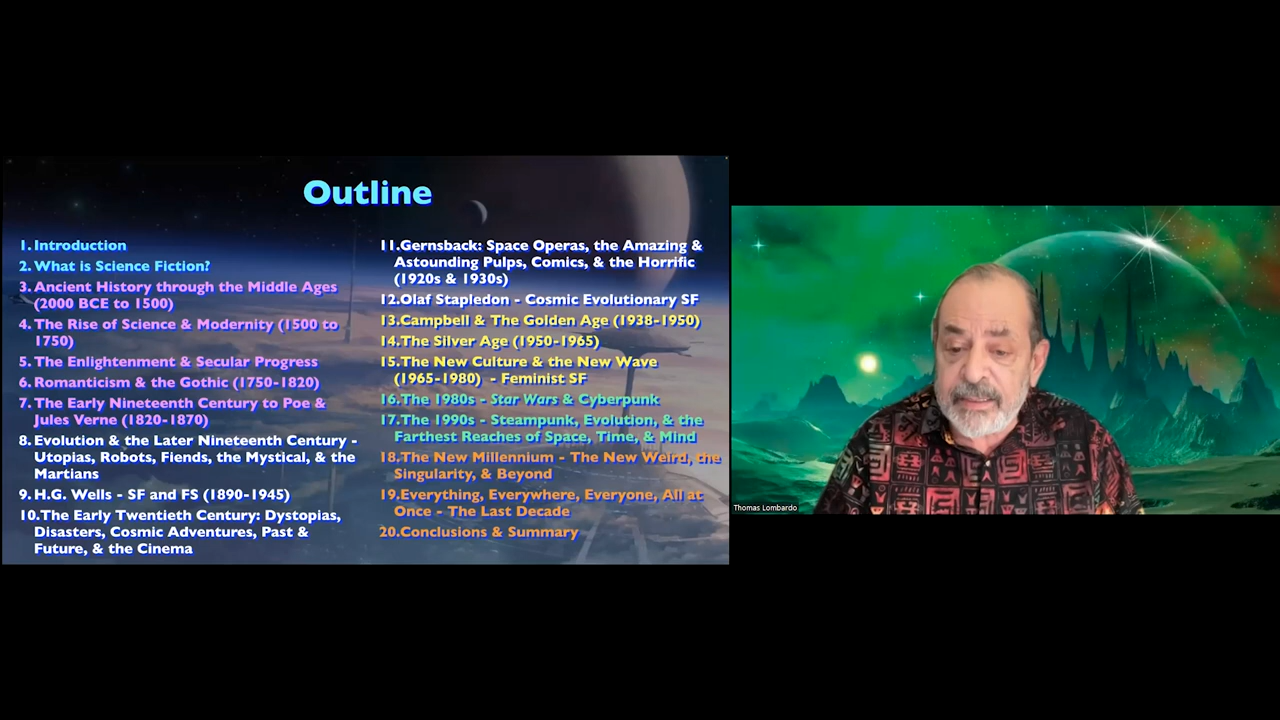 Outline
1. Introduction
2. What is Science Fiction?
3. Ancient History through the Middle Ages
(2000 BCE to 1500)
4. The Rise of Science & Modernity (1500 to
1750)
5. The Enlightenment & Secular Progress
6. Romanticism & the Gothic (1750-1820)
7. The Early Nineteenth Century to Poe &
Jules Verne (1820-1870)
8. Evolution & the Later Nineteenth Century -
Utopias, Robots, Fiends, the Mystical, & the
Martians
9. H.G. Wells - SF and FS (1890-1945)
10.The Early Twentieth Century: Dystopias,
Disasters, Cosmic Adventures, Past &
Future, & the Cinema
11.Gernsback: Space Operas, the Amazing &
Astounding Pulps, Comics, & the Horrific
(1920s & 1930s)
12.Olaf Stapledon - Cosmic Evolutionary SF
13.Campbell & The Golden Age (1938-1950)
14.The Silver Age (1950-1965)
15.The New Culture & the New Wave
(1965-1980) - Feminist SF
16.The 1980s - Star Wars & Cyberpunk
17.The 1990s - Steampunk, Evolution, & the
Farthest Reaches of Space, Time, & Mind
18.The New Millennium - The New Weird, the
Singularity, & Beyond
19.Everything, Everywhere, Everyone, All at
Once - The Last Decade
20.Conclusions & Summary
Thomas Lombardo